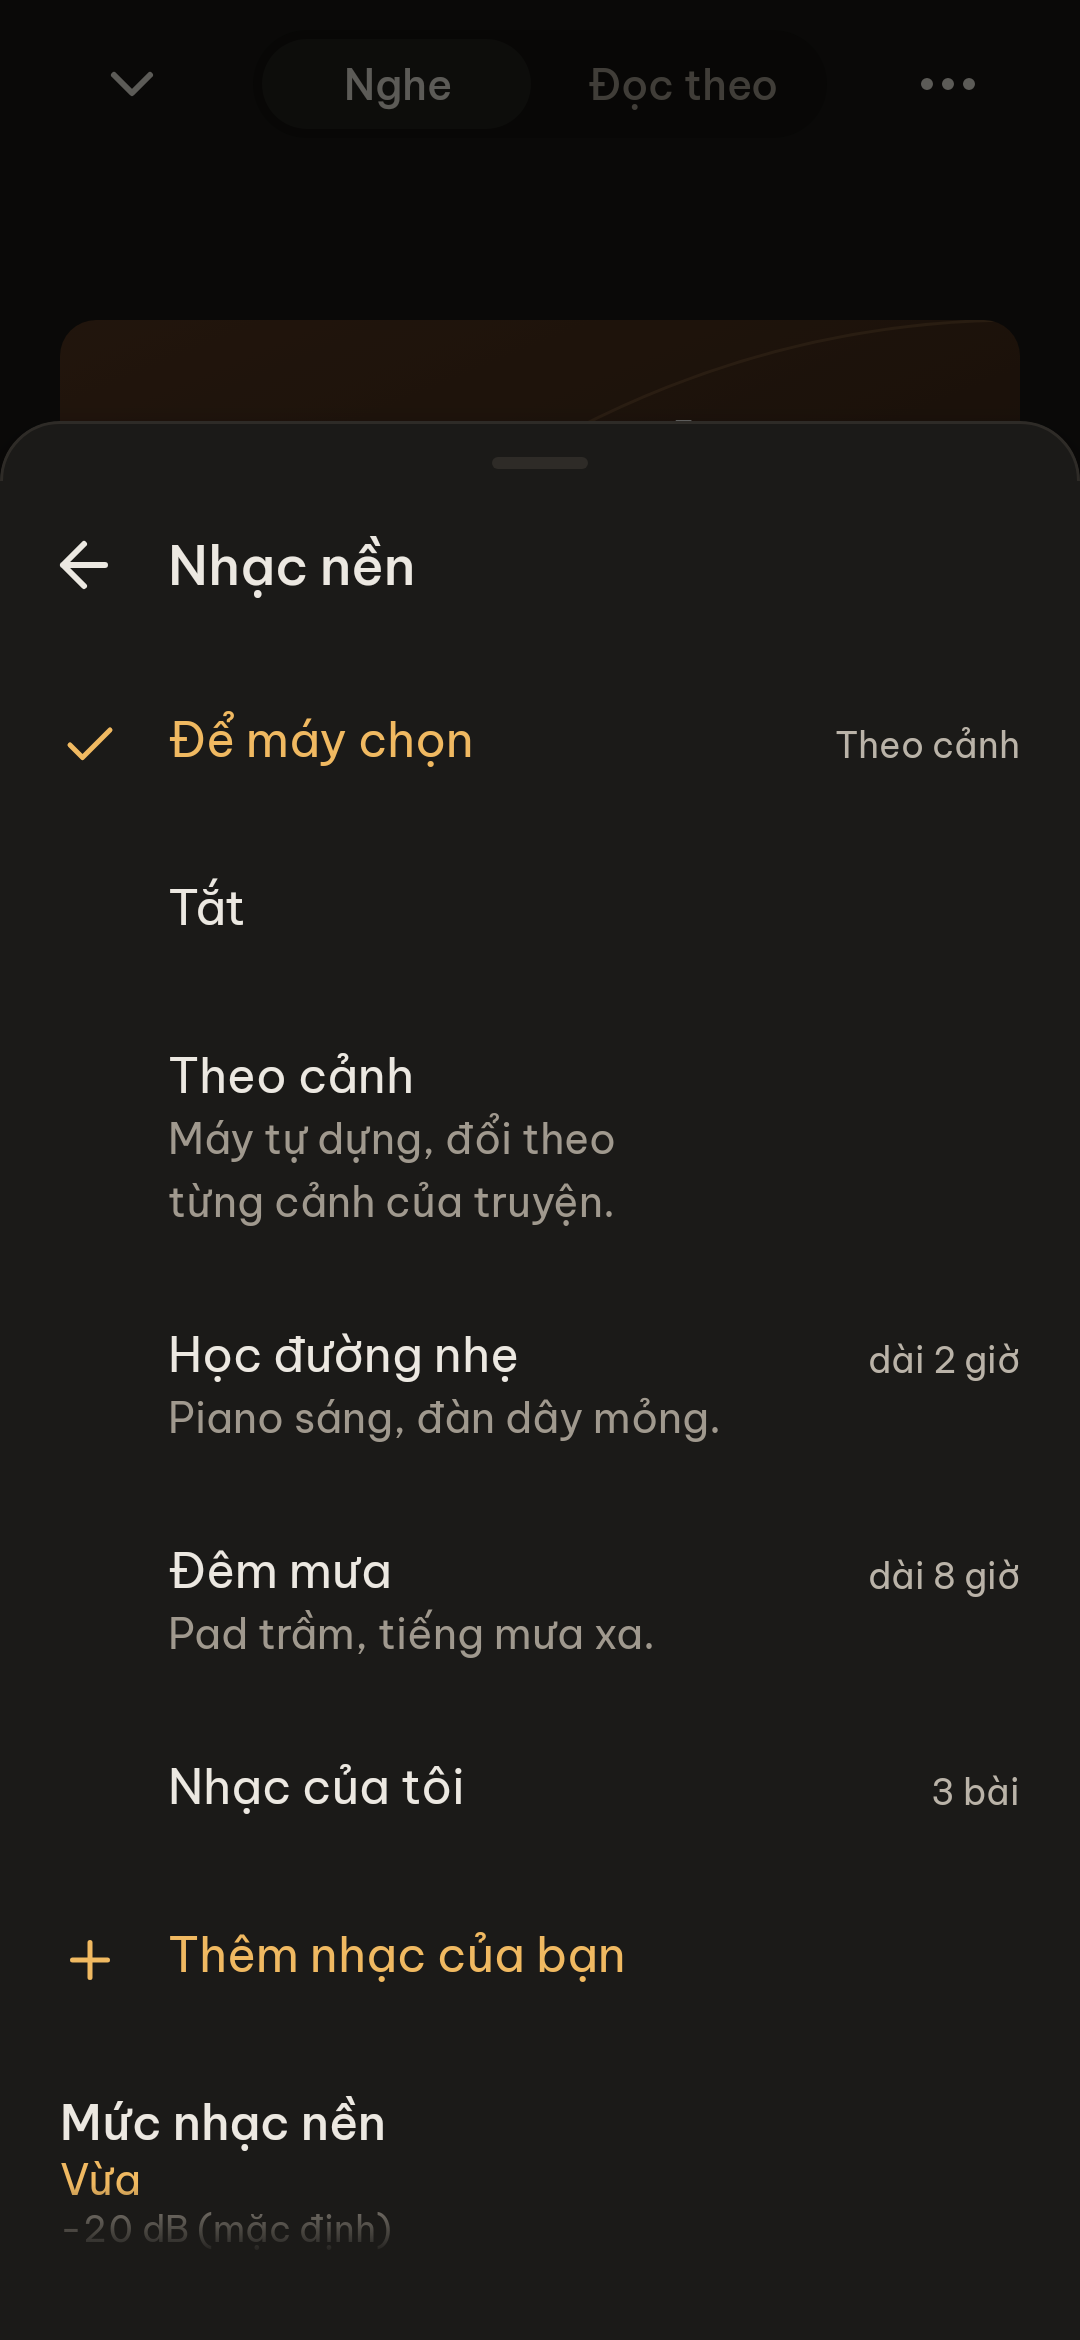 Nghe
Đọc theo
Nhạc nền
Để máy chọn
Theo cảnh
Tắt
Theo cảnh
Máy tự dựng, đổi theo
từng cảnh của truyện.
Học đường nhẹ
dài 2 giờ
Piano sáng, đàn dây mỏng.
Đêm mưa
dài 8 giờ
Pad trầm, tiếng mưa xa.
Nhạc của tôi
3 bài
Thêm nhạc của bạn
Mức nhạc nền
Vừa
-20 dB (mặc định)